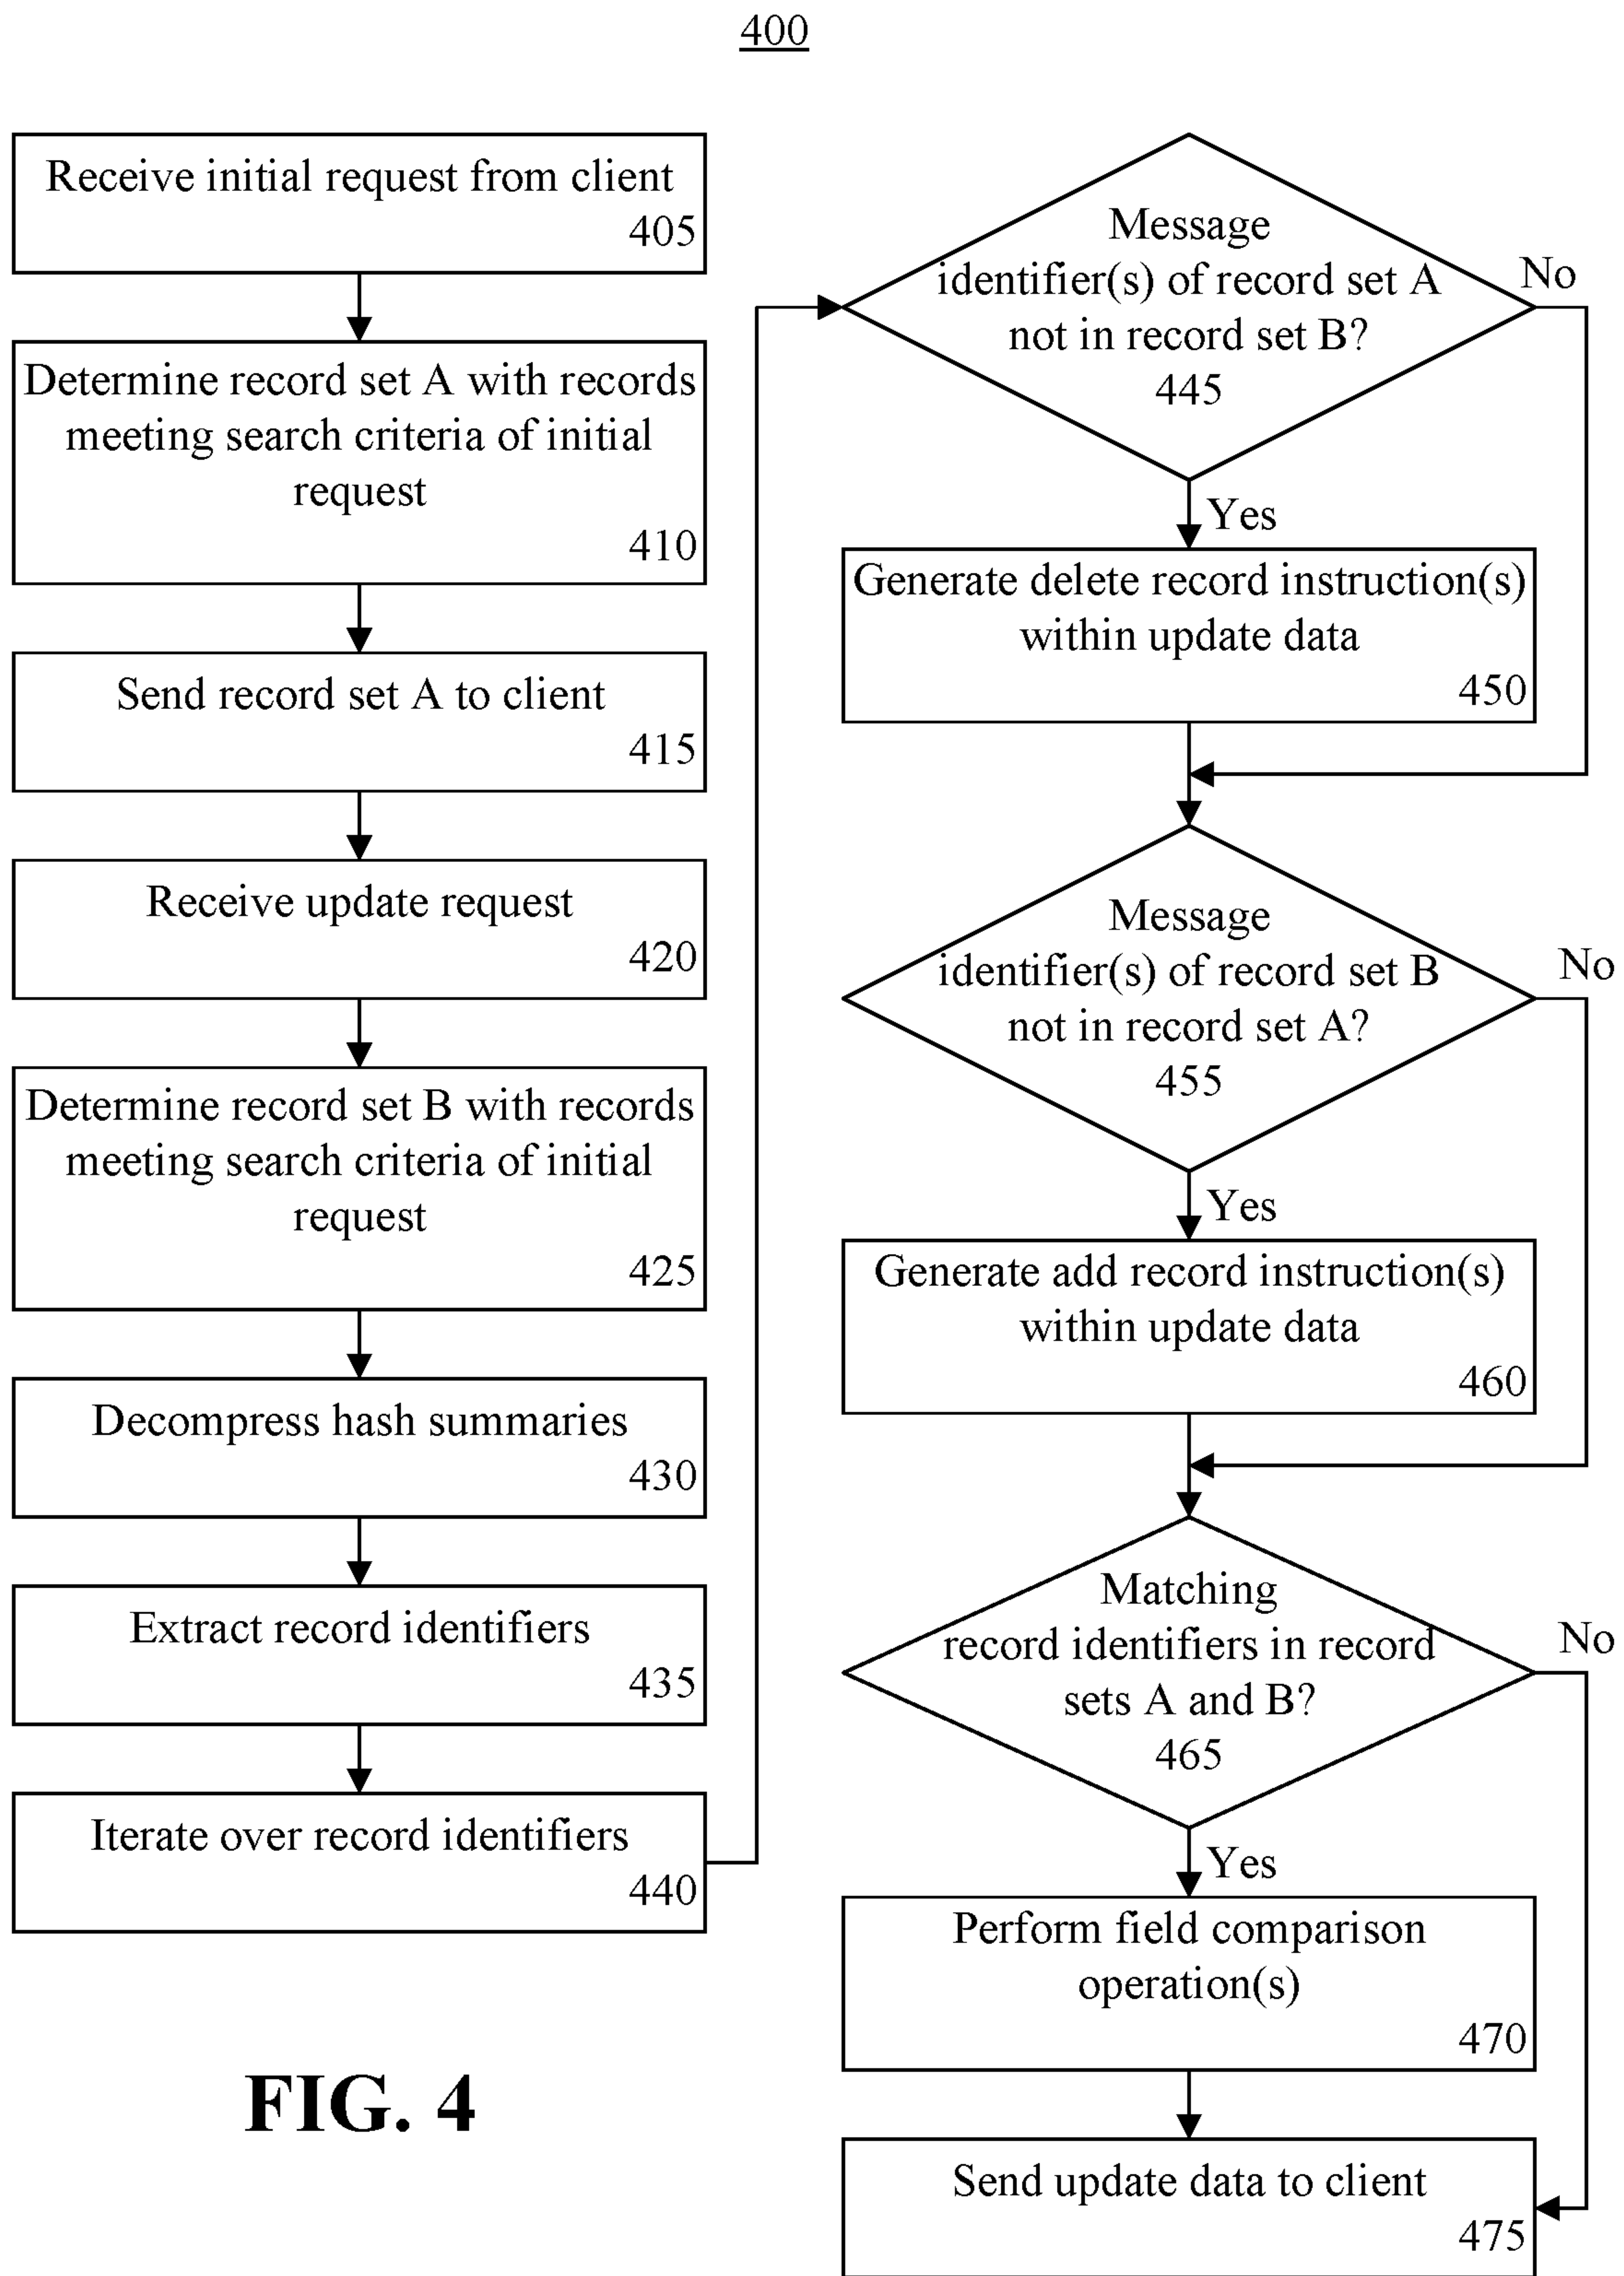 400
Receive initial request from client
405
Determine record set A with records
meeting search criteria of initial
request
410
Send record set A to client
415
Receive update request
420
Determine record set B with records
meeting search criteria of initial
request
425
Decompress hash summaries
430
Extract record identifiers
435
Iterate over record identifiers
440
Message
identifier(s) of record set A
not in record set B?
445
No
Yes
Generate delete record instruction(s)
within update data
450
Message
identifier(s) of record set B
not in record set A?
455
No
Yes
Generate add record instruction(s)
within update data
460
Matching
record identifiers in record
sets A and B?
465
No
Yes
Perform field comparison
operation(s)
470
Send update data to client
475
FIG. 4